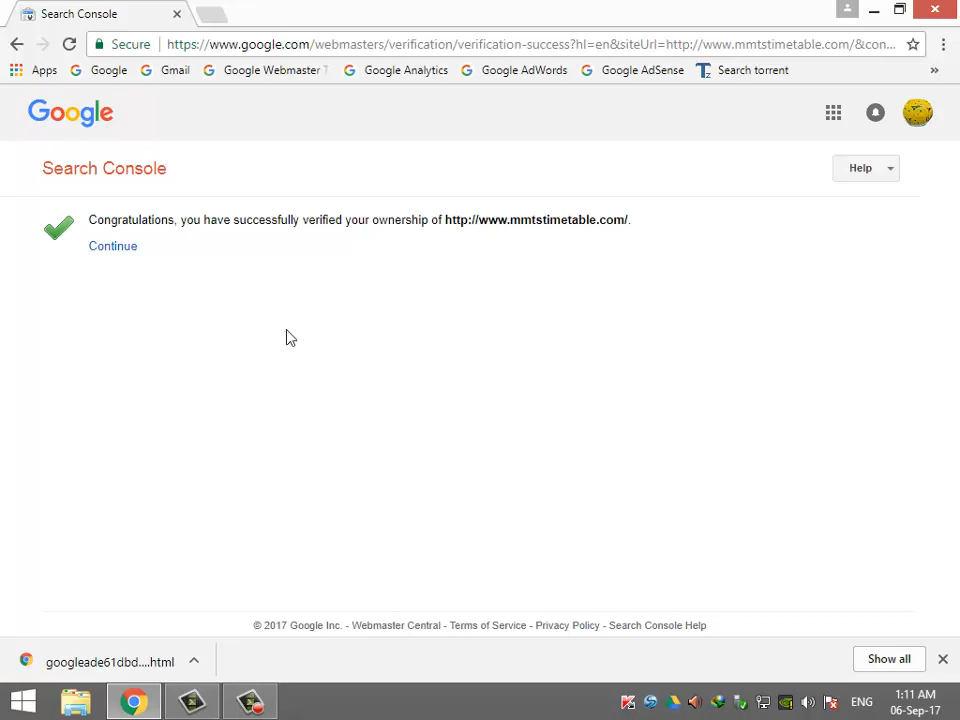 Search Console
Secure https://www.google.com/webmasters/verification/verification-success?hl=en&siteUrl=http://www.mmtstimetable.com/&con...
Apps Google Gmail Google Webmaster Google Analytics Google AdWords Google AdSense Search torrent »
Google
Search Console
Help
Congratulations, you have successfully verified your ownership of http://www.mmtstimetable.com/.
Continue
© 2017 Google Inc. - Webmaster Central - Terms of Service - Privacy Policy - Search Console Help
googleade61dbd....html
Show all
ENG
1:11 AM
06-Sep-17